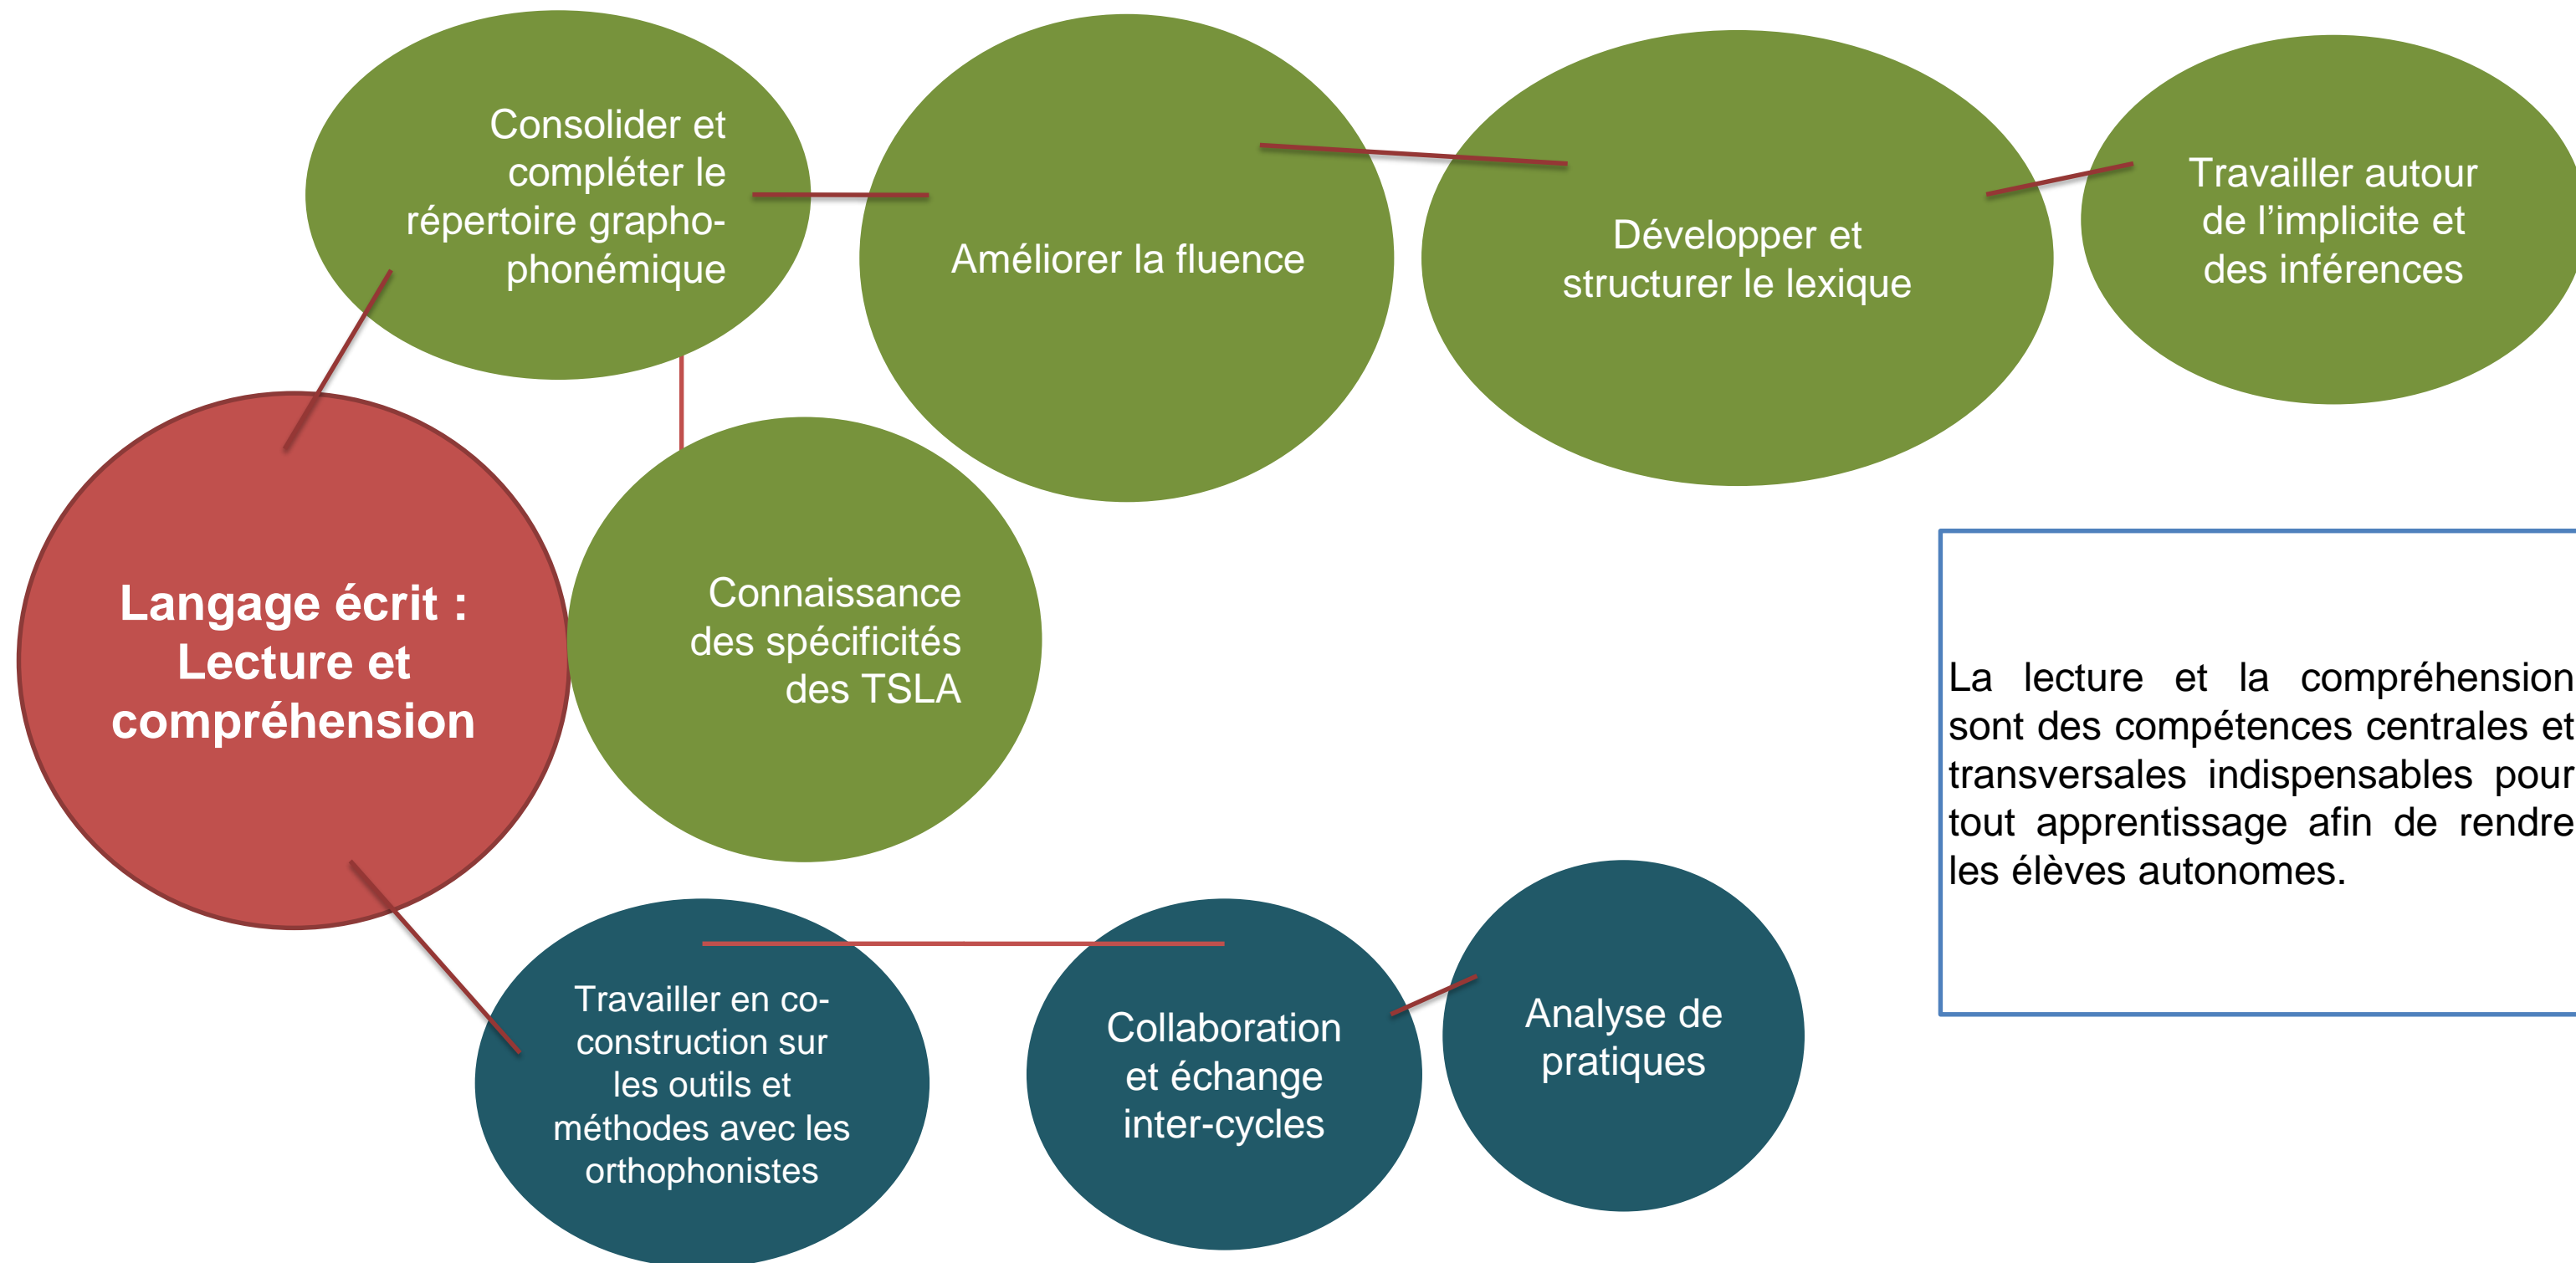 Consolider et
compléter le
répertoire grapho-
phonémique
Améliorer la fluence
Développer et
structurer le lexique
Travailler autour
de l’implicite et
des inférences
Langage écrit :
Lecture et
compréhension
Connaissance
des spécificités
des TSLA
La lecture et la compréhension
sont des compétences centrales et
transversales indispensables pour
tout apprentissage afin de rendre
les élèves autonomes.
Travailler en co-
construction sur
les outils et
méthodes avec les
orthophonistes
Collaboration
et échange
inter-cycles
Analyse de
pratiques